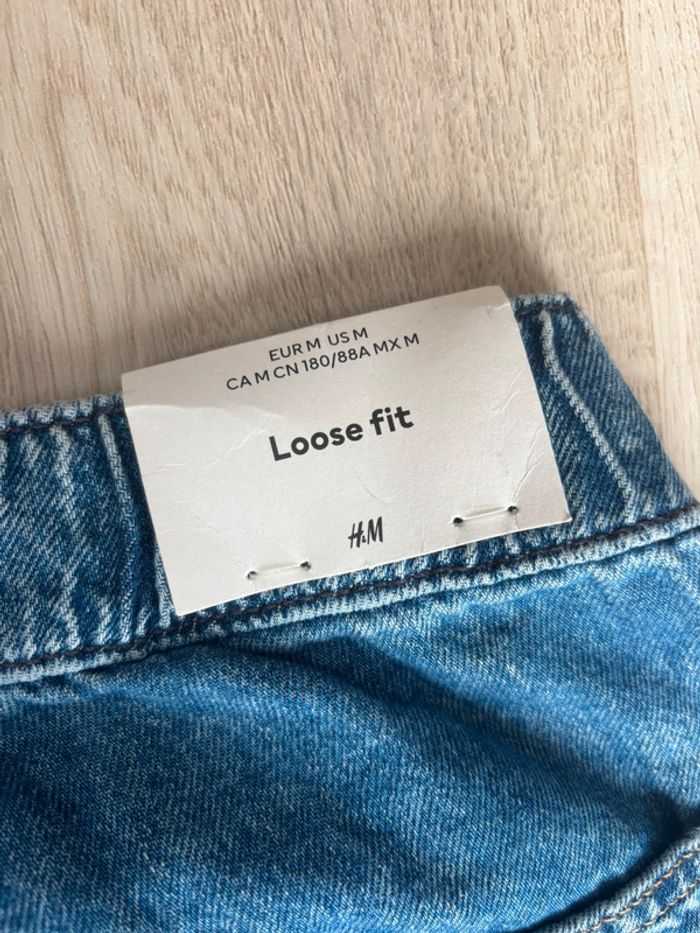 EUR M US M
CA M CN 180/88A MX M
Loose fit
H&M